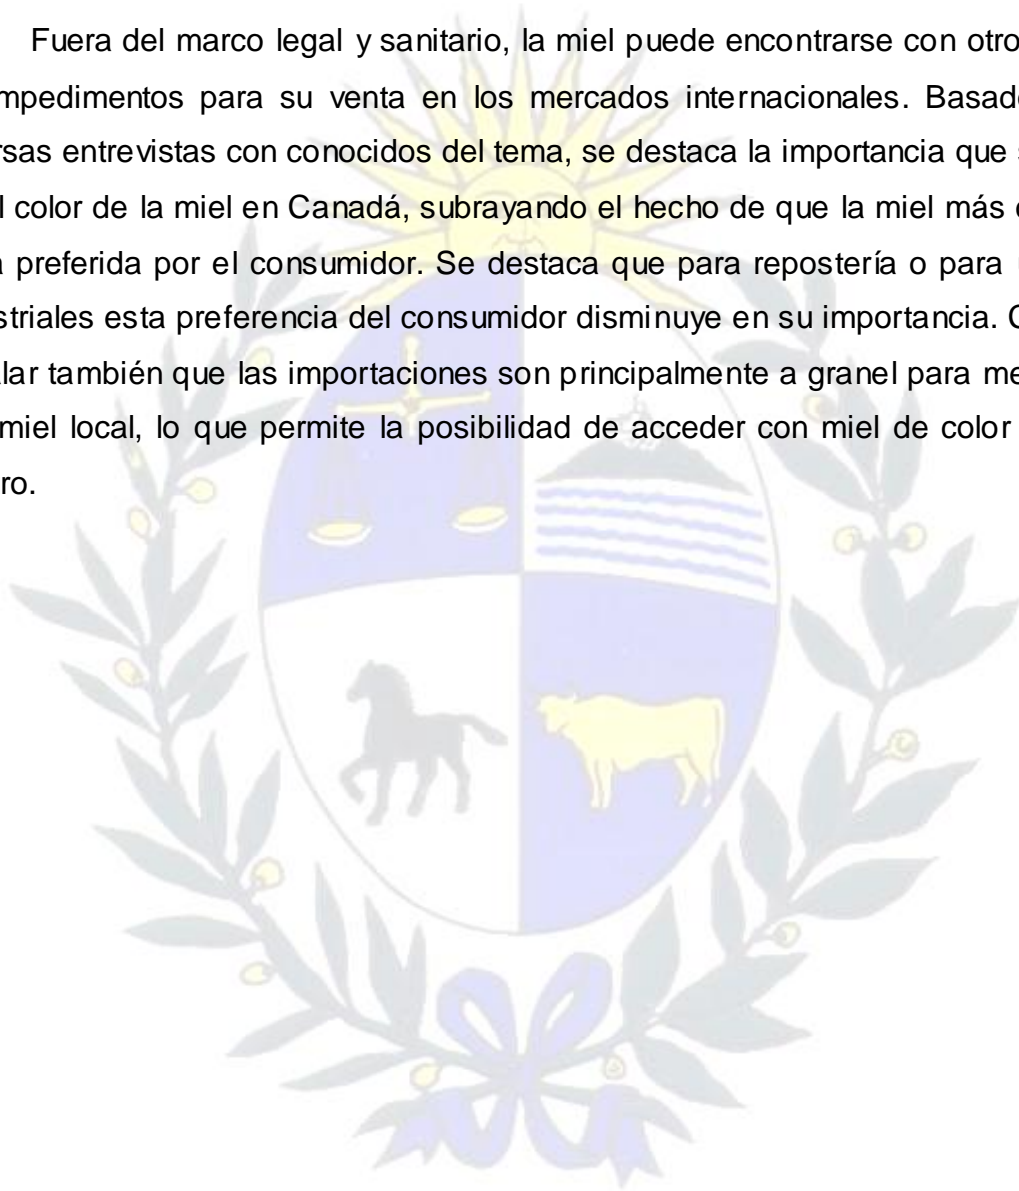 Fuera del marco legal y sanitario, la miel puede encontrarse con otro
mpedimentos para su venta en los mercados internacionales. Basado
rsas entrevistas con conocidos del tema, se destaca la importancia que s
l color de la miel en Canadá, subrayando el hecho de que la miel más
preferida por el consumidor. Se destaca que para repostería o para
striales esta preferencia del consumidor disminuye en su importancia. C
lar también que las importaciones son principalmente a granel para me
miel local, lo que permite la posibilidad de acceder con miel de color
ro.